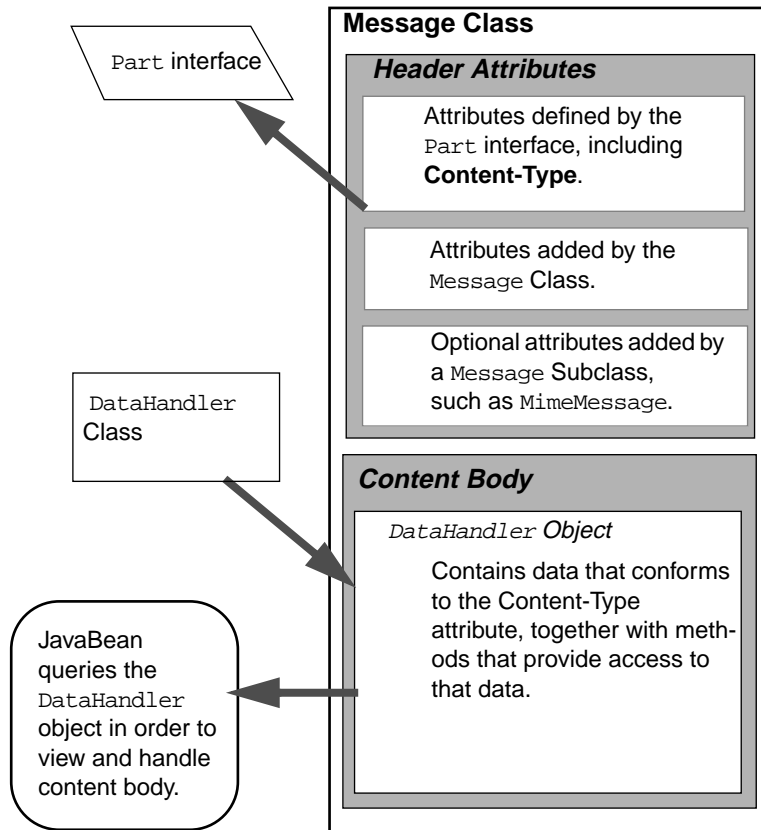 Message Class
Part interface
Header Attributes
Attributes defined by the
Part interface, including
Content-Type.
Attributes added by the
Message Class.
Optional attributes added by
a Message Subclass,
such as MimeMessage.
DataHandler
Class
Content Body
DataHandler Object
Contains data that conforms
to the Content-Type
attribute, together with meth-
ods that provide access to
that data.
JavaBean
queries the
DataHandler
object in order to
view and handle
content body.